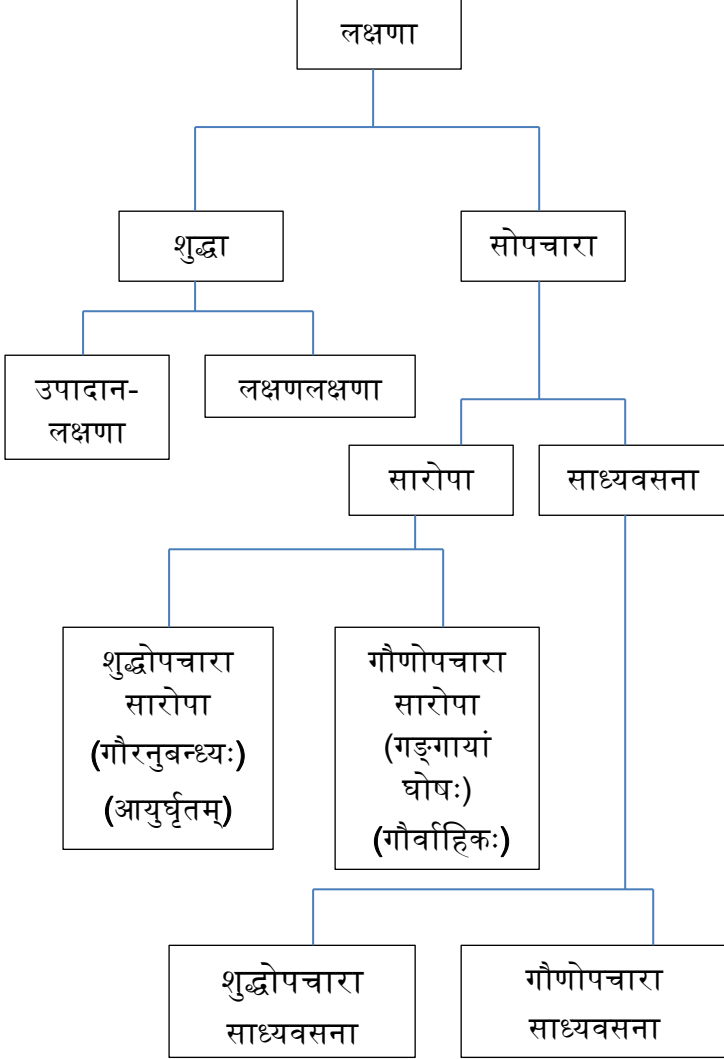 लक्षणा
शुद्धा
सोपचारा
उपादान-
लक्षणा
लक्षणलक्षणा
सारोपा
साध्यवसना
शुद्धोपचारा
सारोपा
(गौरनुबन्ध्यः)
(आयुर्घृतम्)
गौणोपचारा
सारोपा
(गङ्गायां
घोषः)
(गौर्वाहिकः)
शुद्धोपचारा
साध्यवसना
गौणोपचारा
साध्यवसना